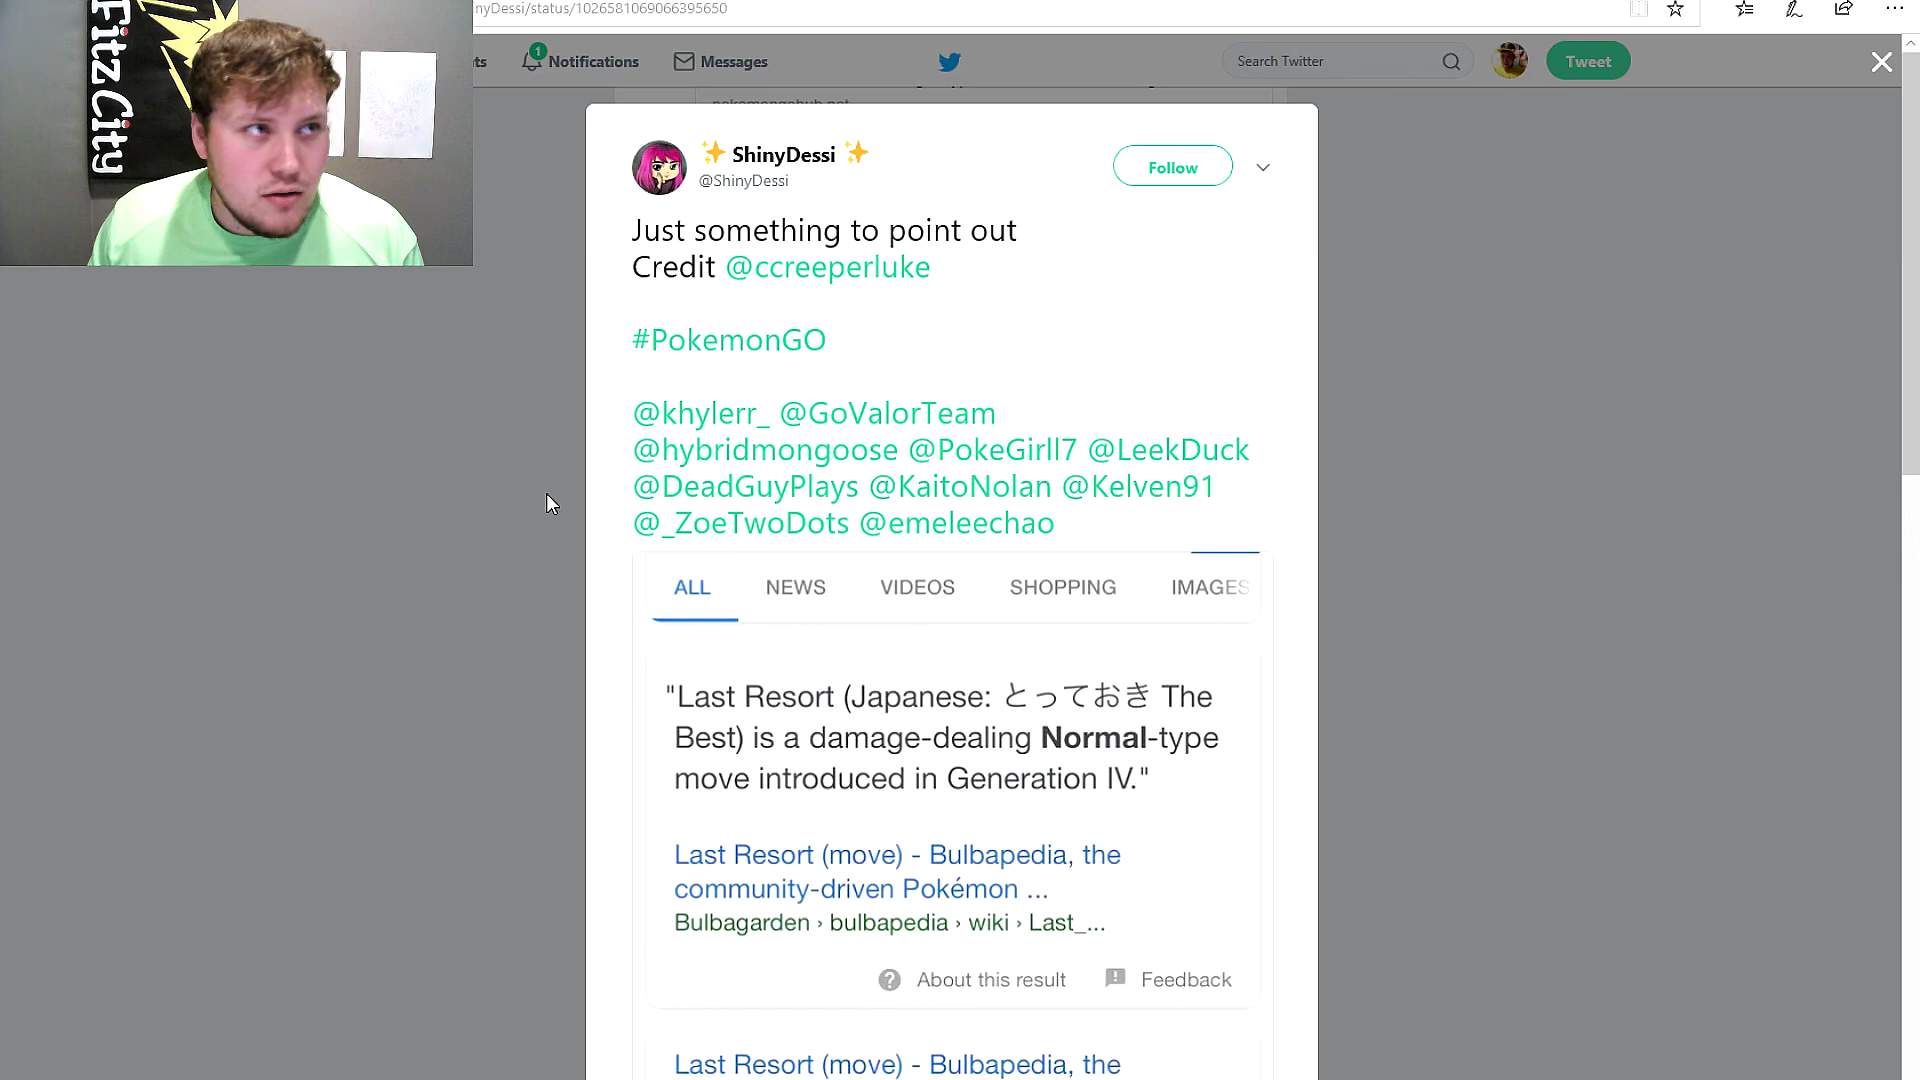 Fitz City
nyDessi/status/1026581069066395650
ts
1
Notifications
Messages
Search Twitter
Tweet
pokemongohub.net
✨ ShinyDessi ✨
@ShinyDessi
Follow
Just something to point out
Credit @ccreeperluke
#PokemonGO
@khylerr_ @GoValorTeam
@hybridmongoose @PokeGirll7 @LeekDuck
@DeadGuyPlays @KaitoNolan @Kelven91
@_ZoeTwoDots @emeleechao
ALL NEWS VIDEOS SHOPPING IMAGES
"Last Resort (Japanese: とっておき The
Best) is a damage-dealing Normal-type
move introduced in Generation IV."
Last Resort (move) - Bulbapedia, the
community-driven Pokémon ...
Bulbagarden › bulbapedia › wiki › Last_...
About this result Feedback
Last Resort (move) - Bulbapedia, the